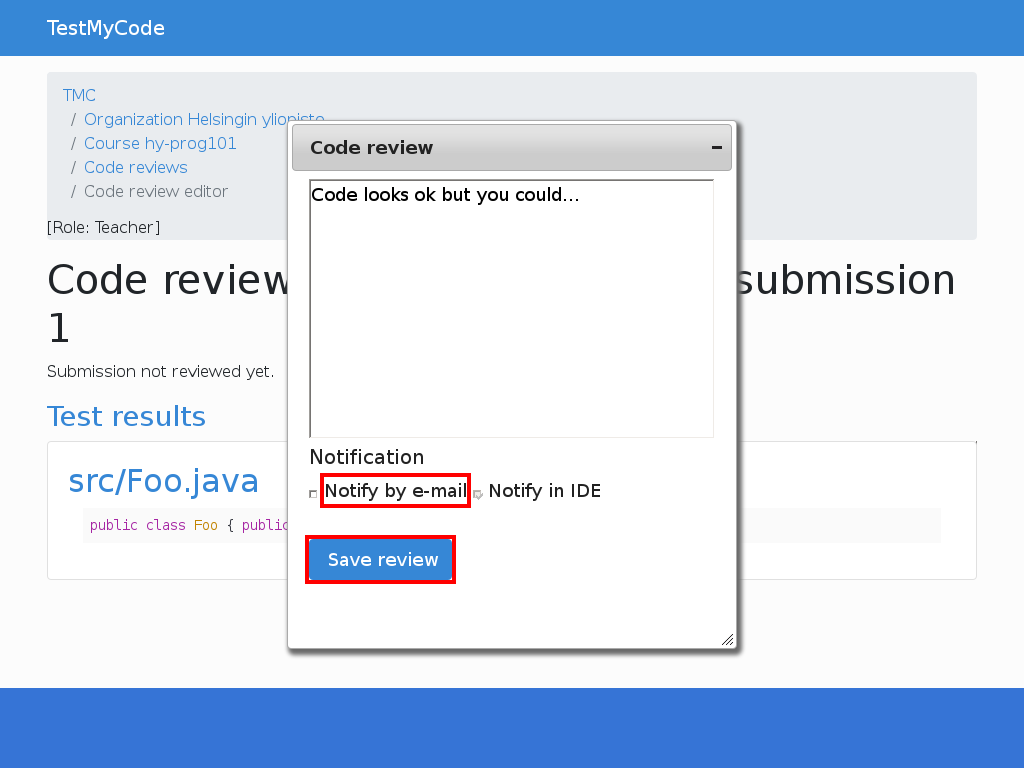 TestMyCode
TMC
/ Organization Helsingin yliopisto
/ Course hy-prog101
/ Code reviews
/ Code review editor
[Role: Teacher]
Code review
submission
1
Submission not reviewed yet.
Test results
src/Foo.java
public class Foo { public
Code review
Code looks ok but you could...
Notification
Notify by e-mail Notify in IDE
Save review